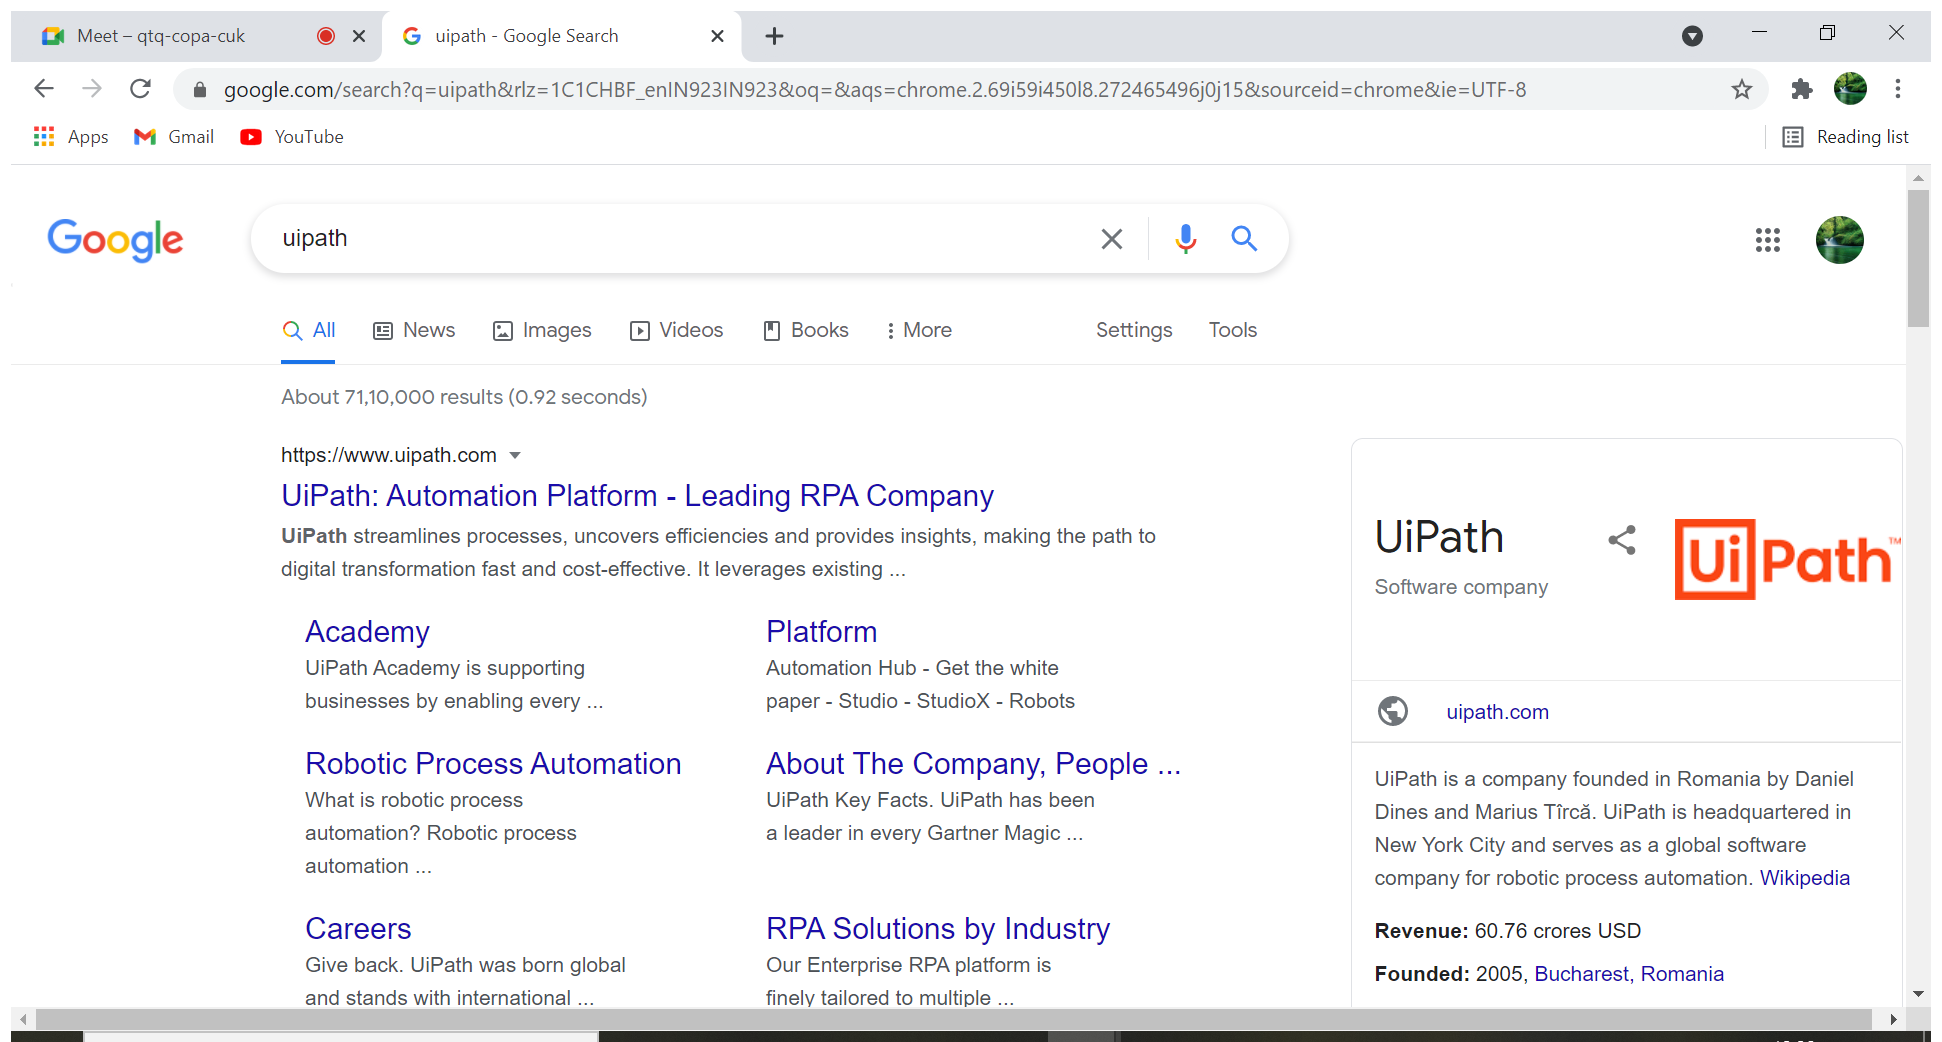 Meet – qtq-copa-cuk
uipath - Google Search
google.com/search?q=uipath&rlz=1C1CHBF_enIN923IN923&oq=&aqs=chrome.2.69i59i450l8.272465496j0j15&sourceid=chrome&ie=UTF-8
Apps Gmail YouTube Reading list
Google
uipath
All News Images Videos Books More Settings Tools
About 71,10,000 results (0.92 seconds)
https://www.uipath.com
UiPath: Automation Platform - Leading RPA Company
UiPath streamlines processes, uncovers efficiencies and provides insights, making the path to
digital transformation fast and cost-effective. It leverages existing ...
Academy
UiPath Academy is supporting
businesses by enabling every ...
Platform
Automation Hub - Get the white
paper - Studio - StudioX - Robots
Robotic Process Automation
What is robotic process
automation? Robotic process
automation ...
About The Company, People ...
UiPath Key Facts. UiPath has been
a leader in every Gartner Magic ...
Careers
Give back. UiPath was born global
and stands with international ...
RPA Solutions by Industry
Our Enterprise RPA platform is
finely tailored to multiple ...
UiPath
Software company
UiPath™
uipath.com
UiPath is a company founded in Romania by Daniel
Dines and Marius Tîrcă. UiPath is headquartered in
New York City and serves as a global software
company for robotic process automation. Wikipedia
Revenue: 60.76 crores USD
Founded: 2005, Bucharest, Romania